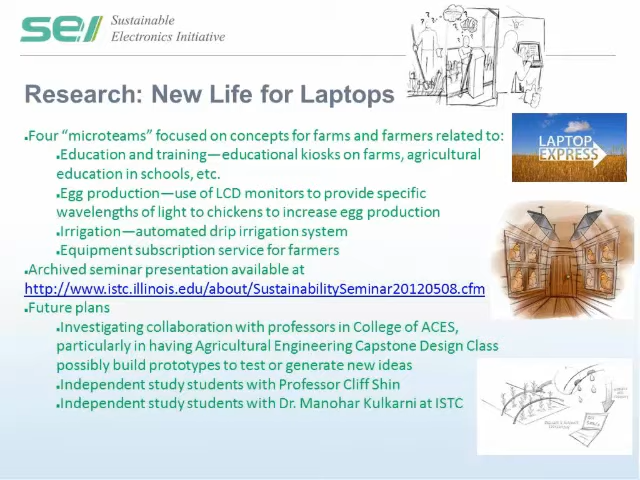 SEI Sustainable
Electronics Initiative
Research: New Life for Laptops
Four “microteams” focused on concepts for farms and farmers related to:
Education and training—educational kiosks on farms, agricultural
education in schools, etc.
Egg production—use of LCD monitors to provide specific
wavelengths of light to chickens to increase egg production
Irrigation—automated drip irrigation system
Equipment subscription service for farmers
Archived seminar presentation available at
http://www.istc.illinois.edu/about/SustainabilitySeminar20120508.cfm
Future plans
Investigating collaboration with professors in College of ACES,
particularly in having Agricultural Engineering Capstone Design Class
possibly build prototypes to test or generate new ideas
Independent study students with Professor Cliff Shin
Independent study students with Dr. Manohar Kulkarni at ISTC
LAPTOP
EXPRESS